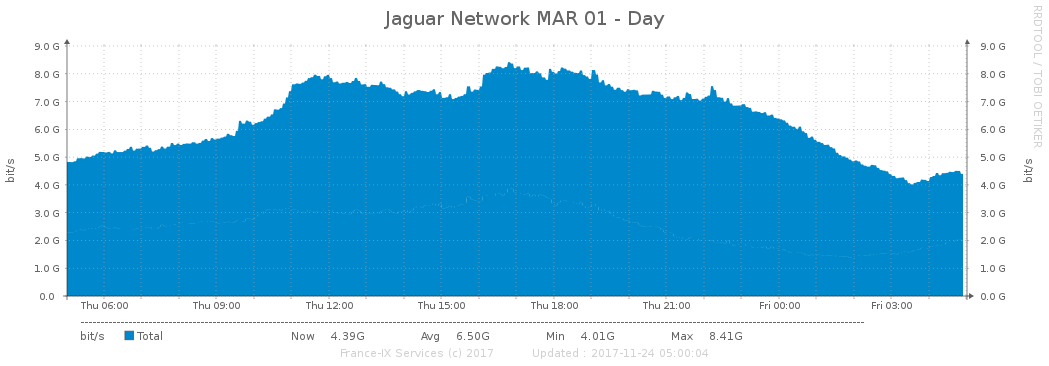 Jaguar Network MAR 01 - Day
RRDTOOL / TOBI OETIKER
9.0 G 9.0 G
8.0 G 8.0 G
7.0 G 7.0 G
6.0 G 6.0 G
5.0 G 5.0 G
4.0 G 4.0 G
3.0 G 3.0 G
2.0 G 2.0 G
1.0 G 1.0 G
0.0 0.0 G
bit/s bit/s
Thu 06:00 Thu 09:00 Thu 12:00 Thu 15:00 Thu 18:00 Thu 21:00 Fri 00:00 Fri 03:00
bit/s Total Now 4.39G Avg 6.50G Min 4.01G Max 8.41G
France-IX Services (c) 2017 Updated : 2017-11-24 05:00:04